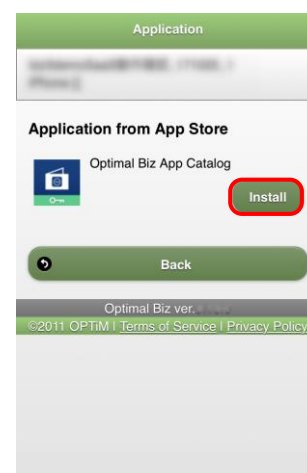 Application
Application from App Store
Optimal Biz App Catalog
Install
Back
Optimal Biz ver.
©2011 OPTiM | Terms of Service | Privacy Policy